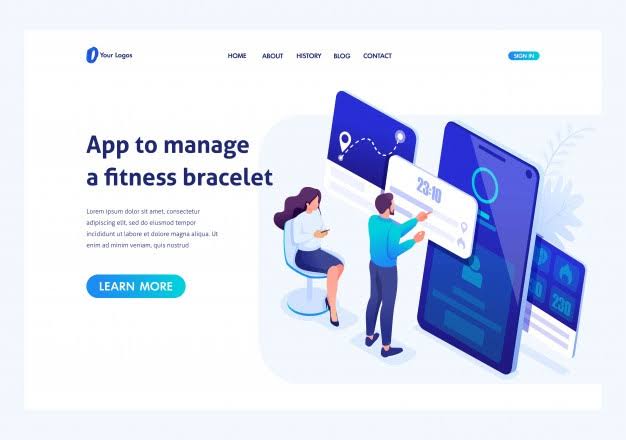 Your Logos
HOME
ABOUT
HISTORY
BLOG
CONTACT
SIGN IN
App to manage
a fitness bracelet
Lorem ipsum dolor sit amet,
consectetur adipiscing elit, sed do
eiusmod tempor incididunt ut
labore et dolore magna aliqua. Ut
enim ad minim veniam, quis nostrud
LEARN MORE
23:10
230